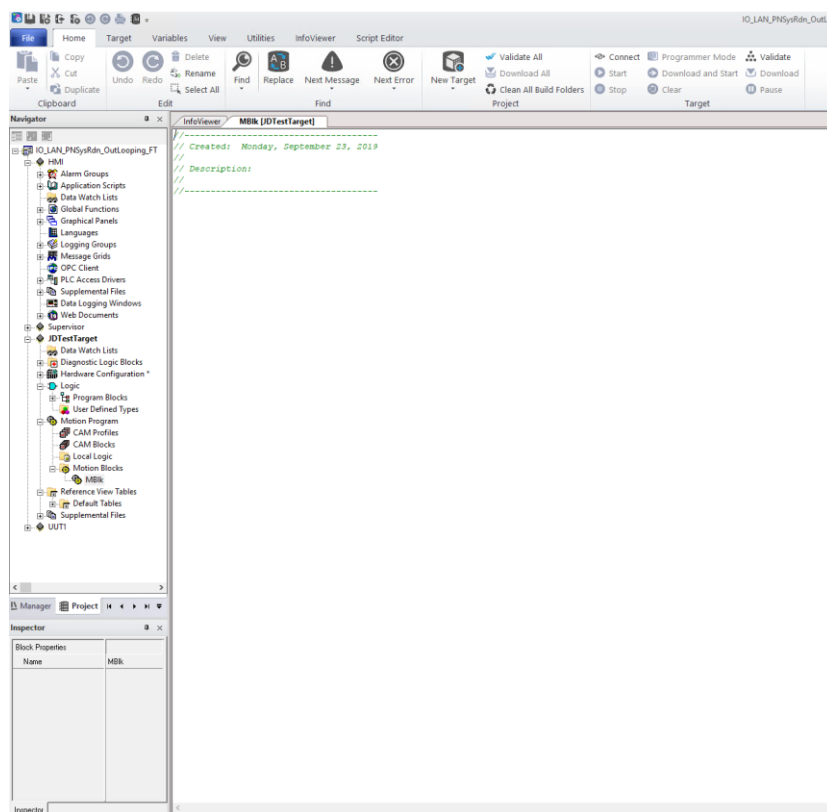 IO_LAN_PNSysRdn_OutL
File Home Target Variables View Utilities InfoViewer Script Editor
Paste
Copy
Cut
Duplicate
Clipboard
Undo Redo
Delete
Rename
Select All
Edit
Find Replace Next Message Next Error
Find
New Target
Validate All
Download All
Clean All Build Folders
Project
Connect Programmer Mode Validate
Start Download and Start Download
Stop Clear Pause
Target
Navigator
IO_LAN_PNSysRdn_OutLooping_FT
HMI
Alarm Groups
Application Scripts
Data Watch Lists
Global Functions
Graphical Panels
Languages
Logging Groups
Message Grids
OPC Client
PLC Access Drivers
Supplemental Files
Data Logging Windows
Web Documents
Supervisor
JDTestTarget
Data Watch Lists
Diagnostic Logic Blocks
Hardware Configuration *
Logic
Program Blocks
User Defined Types
Motion Program
CAM Profiles
CAM Blocks
Local Logic
Motion Blocks
MBlk
Reference View Tables
Default Tables
Supplemental Files
UUT1
Manager Project
Inspector
Block Properties
Name MBlk
Inspector
InfoViewer MBlk [JDTestTarget]
//-------------------------------------
// Created: Monday, September 23, 2019
//
// Description:
//
//-------------------------------------